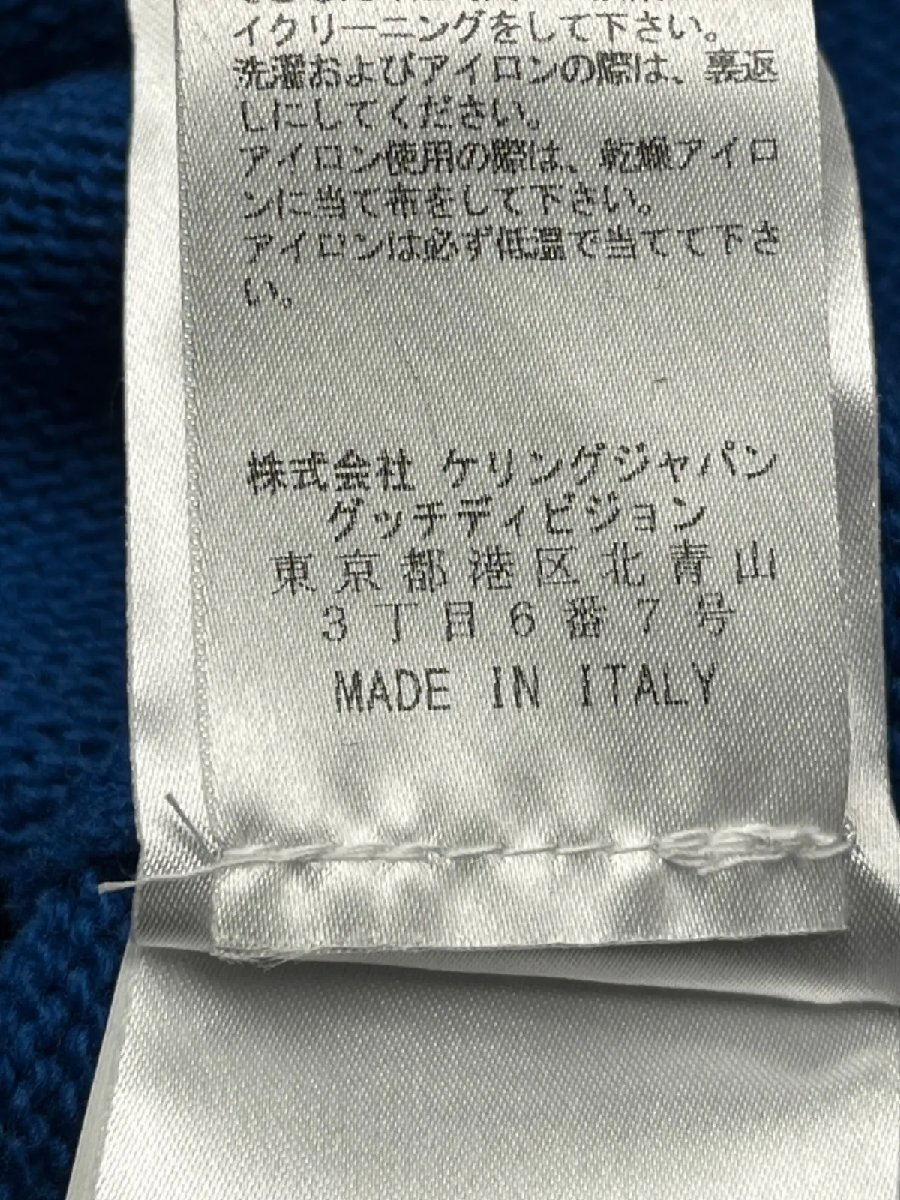 イクリーニングをして下さい。
洗濯およびアイロンの際は、裏返
しにしてください。
アイロン使用の際は、乾燥アイロ
ンに当て布をして下さい。
アイロンは必ず低温で当てて下さ
い。
株式会社 ケリングジャパン
グッチディビジョン
東京都港区北青山
3丁目6番7号
MADE IN ITALY